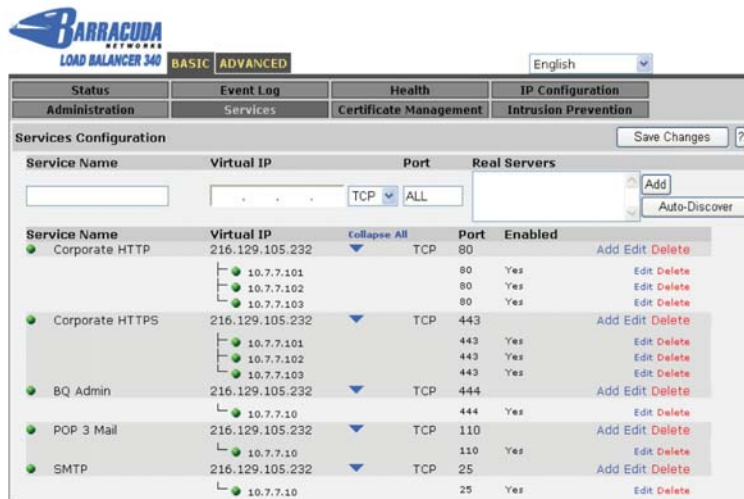 BARRACUDA
NETWORKS
LOAD BALANCER 340 BASIC ADVANCED English
Status Event Log Health IP Configuration
Administration Services Certificate Management Intrusion Prevention
Services Configuration Save Changes ?
Service Name Virtual IP Port Real Servers
. . . TCP ALL Add
Auto-Discover
Service Name Virtual IP Collapse All Port Enabled
Corporate HTTP 216.129.105.232 TCP 80 Add Edit Delete
10.7.7.101 80 Yes Edit Delete
10.7.7.102 80 Yes Edit Delete
10.7.7.103 80 Yes Edit Delete
Corporate HTTPS 216.129.105.232 TCP 443 Add Edit Delete
10.7.7.101 443 Yes Edit Delete
10.7.7.102 443 Yes Edit Delete
10.7.7.103 443 Yes Edit Delete
BQ Admin 216.129.105.232 TCP 444 Add Edit Delete
10.7.7.10 444 Yes Edit Delete
POP 3 Mail 216.129.105.232 TCP 110 Add Edit Delete
10.7.7.10 110 Yes Edit Delete
SMTP 216.129.105.232 TCP 25 Add Edit Delete
10.7.7.10 25 Yes Edit Delete